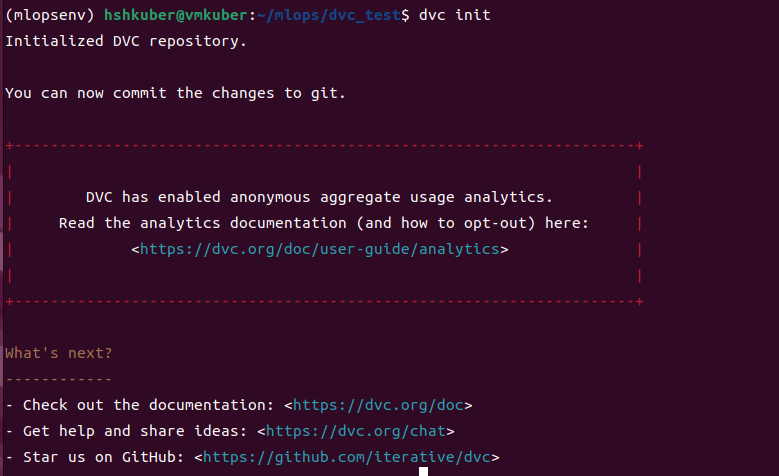 (mlopsenv) hshkuber@vmkuber:~/mlops/dvc_test$ dvc init
Initialized DVC repository.
You can now commit the changes to git.
+---------------------------------------------------------------------+
|                                                                     |
|        DVC has enabled anonymous aggregate usage analytics.         |
|     Read the analytics documentation (and how to opt-out) here:     |
|             <https://dvc.org/doc/user-guide/analytics>              |
|                                                                     |
+---------------------------------------------------------------------+
What's next?
------------
- Check out the documentation: <https://dvc.org/doc>
- Get help and share ideas: <https://dvc.org/chat>
- Star us on GitHub: <https://github.com/iterative/dvc>